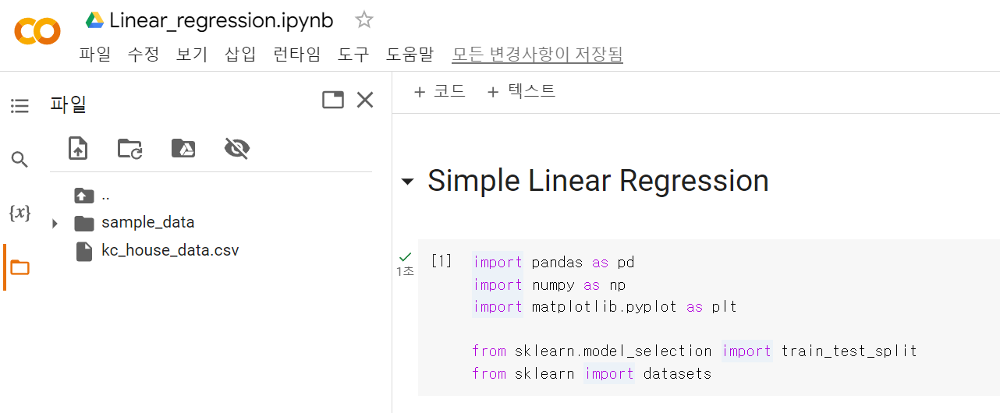 Linear_regression.ipynb
파일 수정 보기 삽입 런타임 도구 도움말 모든 변경사항이 저장됨
파일
..
sample_data
kc_house_data.csv
{x}
+ 코드 + 텍스트
Simple Linear Regression
1초
[1] import pandas as pd
import numpy as np
import matplotlib.pyplot as plt
from sklearn.model_selection import train_test_split
from sklearn import datasets